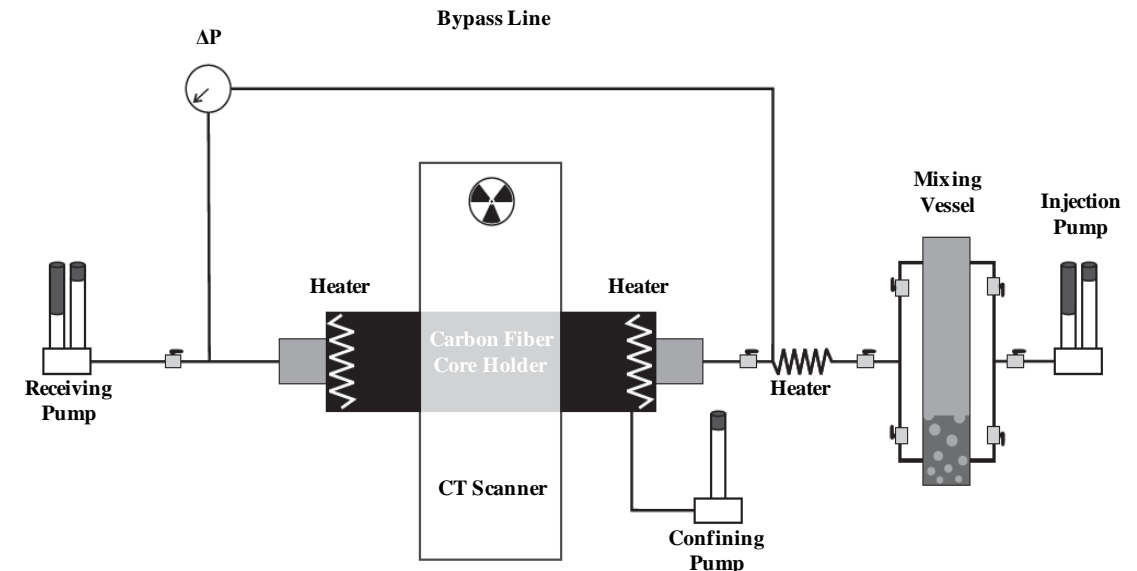 Bypass Line
ΔP
Mixing
Vessel
Injection
Pump
Heater
Heater
Carbon Fiber
Core Holder
Receiving
Pump
Heater
CT Scanner
Confining
Pump